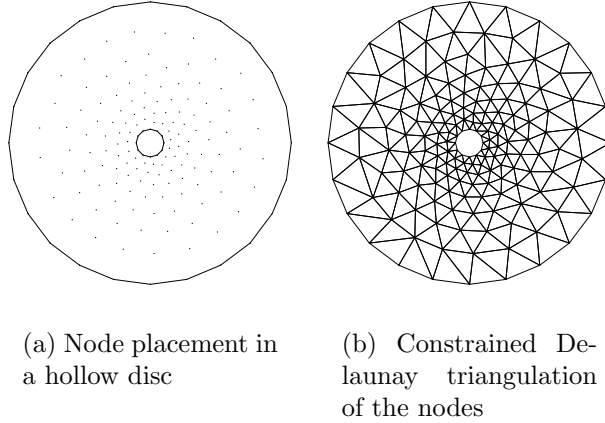 (a) Node placement in
a hollow disc
(b) Constrained De-
launay triangulation
of the nodes